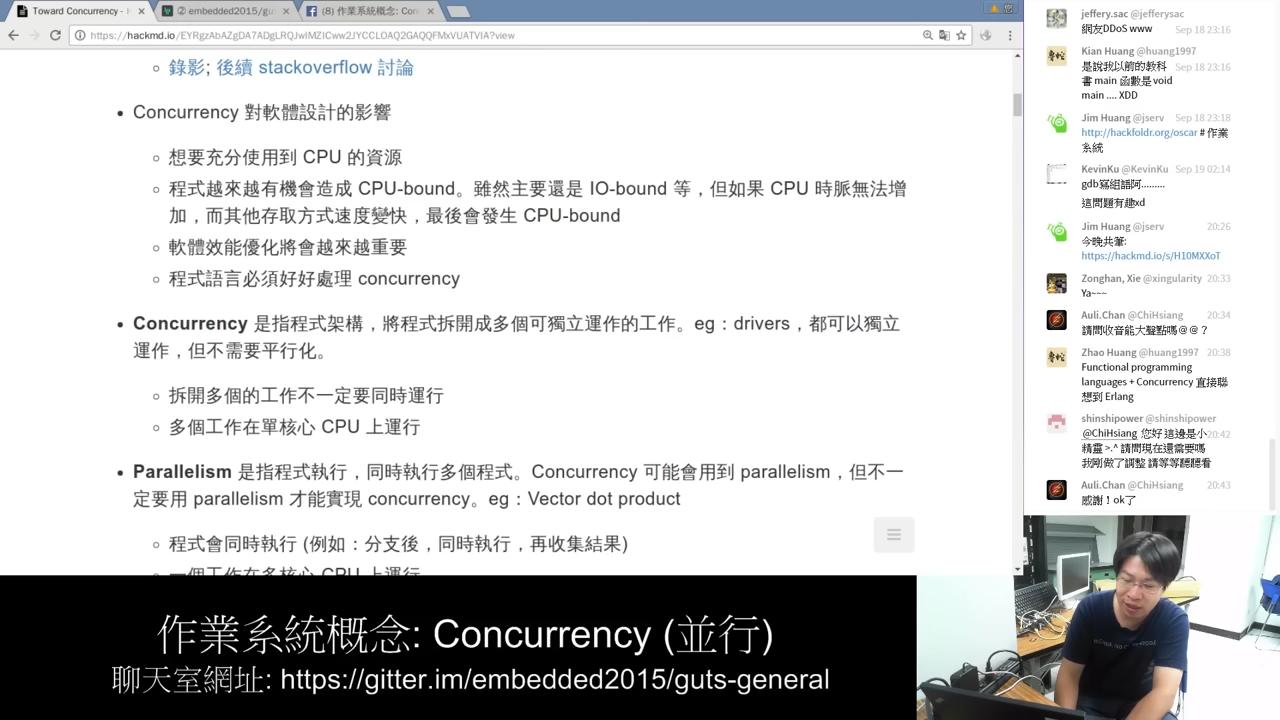 Toward Concurrency - H
② embedded2015/guts
(8) 作業系統概念: Con
https://hackmd.io/EYRgzAbAZgDA7ADgLRQJwIMZICww2JYCCLOAQ2GAQQFMxVUATVIA?view
錄影; 後續 stackoverflow 討論
Concurrency 對軟體設計的影響
想要充分使用到 CPU 的資源
程式越來越有機會造成 CPU-bound。雖然主要還是 IO-bound 等，但如果 CPU 時脈無法增
加，而其他存取方式速度變快，最後會發生 CPU-bound
軟體效能優化將會越來越重要
程式語言必須好好處理 concurrency
Concurrency 是指程式架構，將程式拆開成多個可獨立運作的工作。eg：drivers，都可以獨立
運作，但不需要平行化。
拆開多個的工作不一定要同時運行
多個工作在單核心 CPU 上運行
Parallelism 是指程式執行，同時執行多個程式。Concurrency 可能會用到 parallelism，但不一
定要用 parallelism 才能實現 concurrency。eg：Vector dot product
程式會同時執行 (例如：分支後，同時執行，再收集結果)
一個工作在多核心 CPU 上運行
jeffery.sac @jefferysac
網友DDoS www Sep 18 23:16
Kian Huang @huang1997
是說我以前的教科 Sep 18 23:16
書 main 函數是 void
main .... XDD
Jim Huang @jserv Sep 18 23:18
http://hackfoldr.org/oscar # 作業
系統
KevinKu @KevinKu Sep 19 02:14
gdb寫組語阿.........
這問題有趣xd
Jim Huang @jserv 20:26
今晚共筆:
https://hackmd.io/s/H10MXXoT
Zonghan, Xie @xingularity 20:33
Ya~~~
Auli.Chan @ChiHsiang 20:34
請問收音能大聲點嗎@@？
Zhao Huang @huang1997 20:38
Functional programming
languages + Concurrency 直接聯
想到 Erlang
shinshipower @shinshipower
@ChiHsiang 您好 這邊是小 20:42
精靈 >.^ 請問現在還需要嗎
我剛做了調整 請等等聽聽看
Auli.Chan @ChiHsiang 20:43
感謝！ok了
作業系統概念: Concurrency (並行)
聊天室網址: https://gitter.im/embedded2015/guts-general